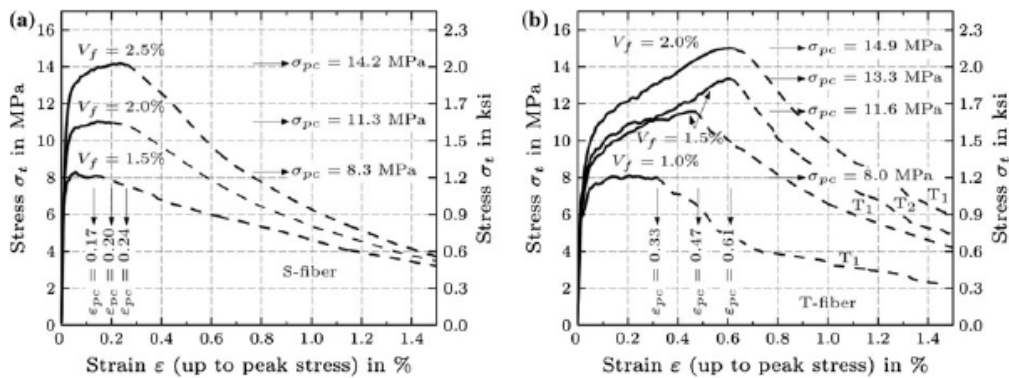 (a)
Stress σt in MPa
16
14
12
10
8
6
4
2
0
Vf = 2.5%
Vf = 2.0%
Vf = 1.5%
σpc = 14.2 MPa
σpc = 11.3 MPa
σpc = 8.3 MPa
εpc = 0.17
εpc = 0.20
εpc = 0.24
S-fiber
2.3
2.0
1.7
1.5
1.2
0.9
0.6
0.3
0.0
Stress σt in ksi
0 0.2 0.4 0.6 0.8 1.0 1.2 1.4
Strain ε (up to peak stress) in %
(b)
Stress σt in MPa
16
14
12
10
8
6
4
2
0
Vf = 2.0%
Vf = 1.5%
Vf = 1.0%
σpc = 14.9 MPa
σpc = 13.3 MPa
σpc = 11.6 MPa
σpc = 8.0 MPa
T1
T2
T1
T1
εpc = 0.33
εpc = 0.47
εpc = 0.61
T-fiber
2.3
2.0
1.7
1.5
1.2
0.9
0.6
0.3
0.0
Stress σt in ksi
0 0.2 0.4 0.6 0.8 1.0 1.2 1.4
Strain ε (up to peak stress) in %